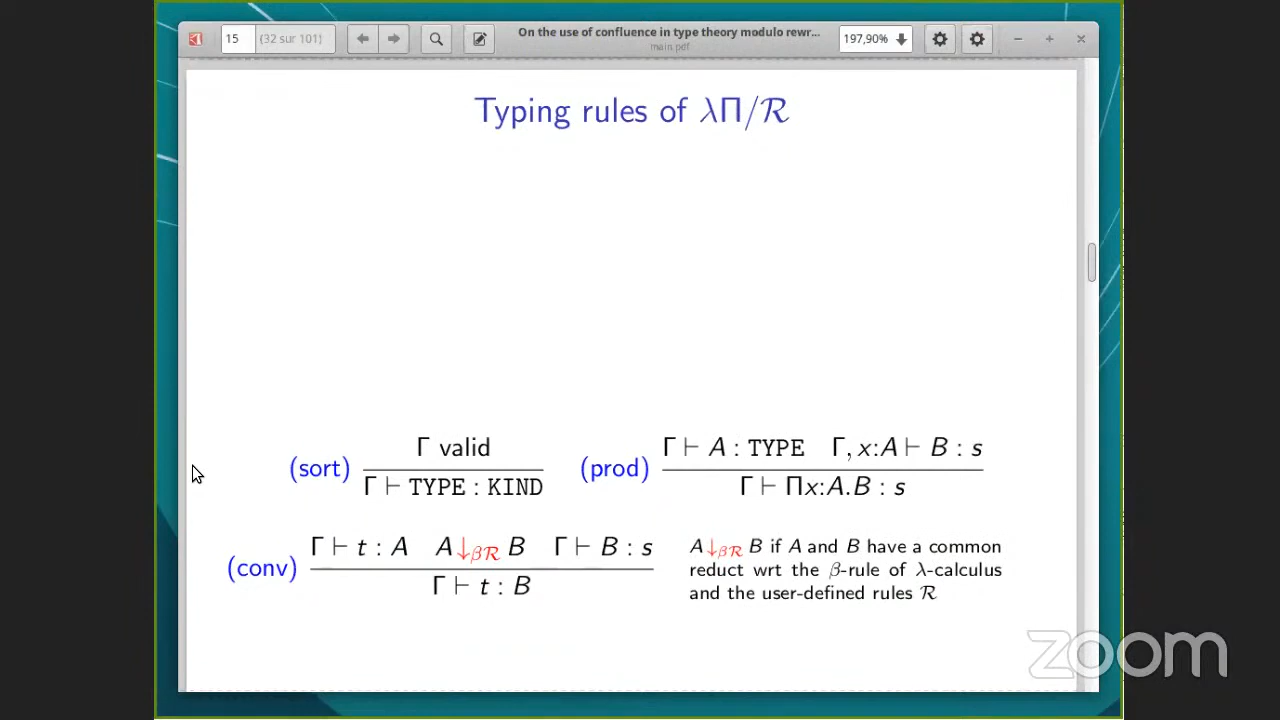 15 (32 sur 101)
On the use of confluence in type theory modulo rewr...
main.pdf
197,90%
Typing rules of λΠ/ℛ
(sort) Γ valid
Γ ⊢ TYPE : KIND
(prod) Γ ⊢ A : TYPE Γ, x:A ⊢ B : s
Γ ⊢ Πx:A.B : s
(conv) Γ ⊢ t : A A ↓βℛ B Γ ⊢ B : s
Γ ⊢ t : B
A ↓βℛ B if A and B have a common
reduct wrt the β-rule of λ-calculus
and the user-defined rules ℛ
zoom